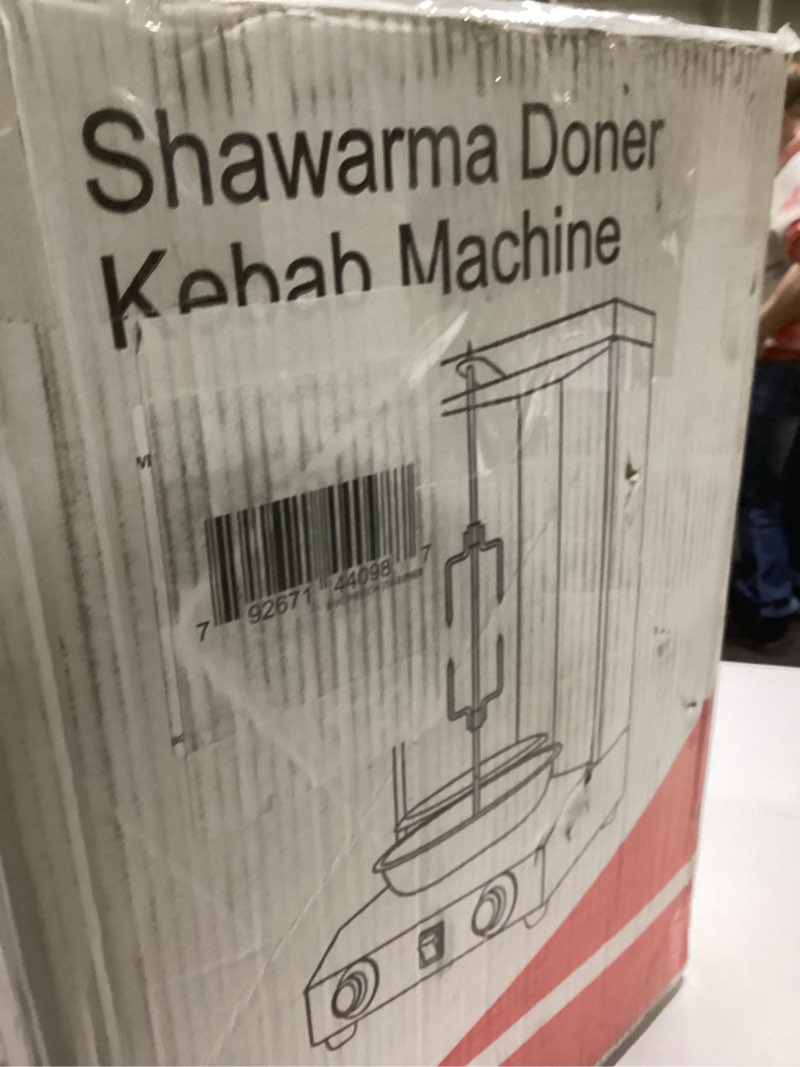 Shawarma Doner
Kebab Machine
7 92671 44098 7